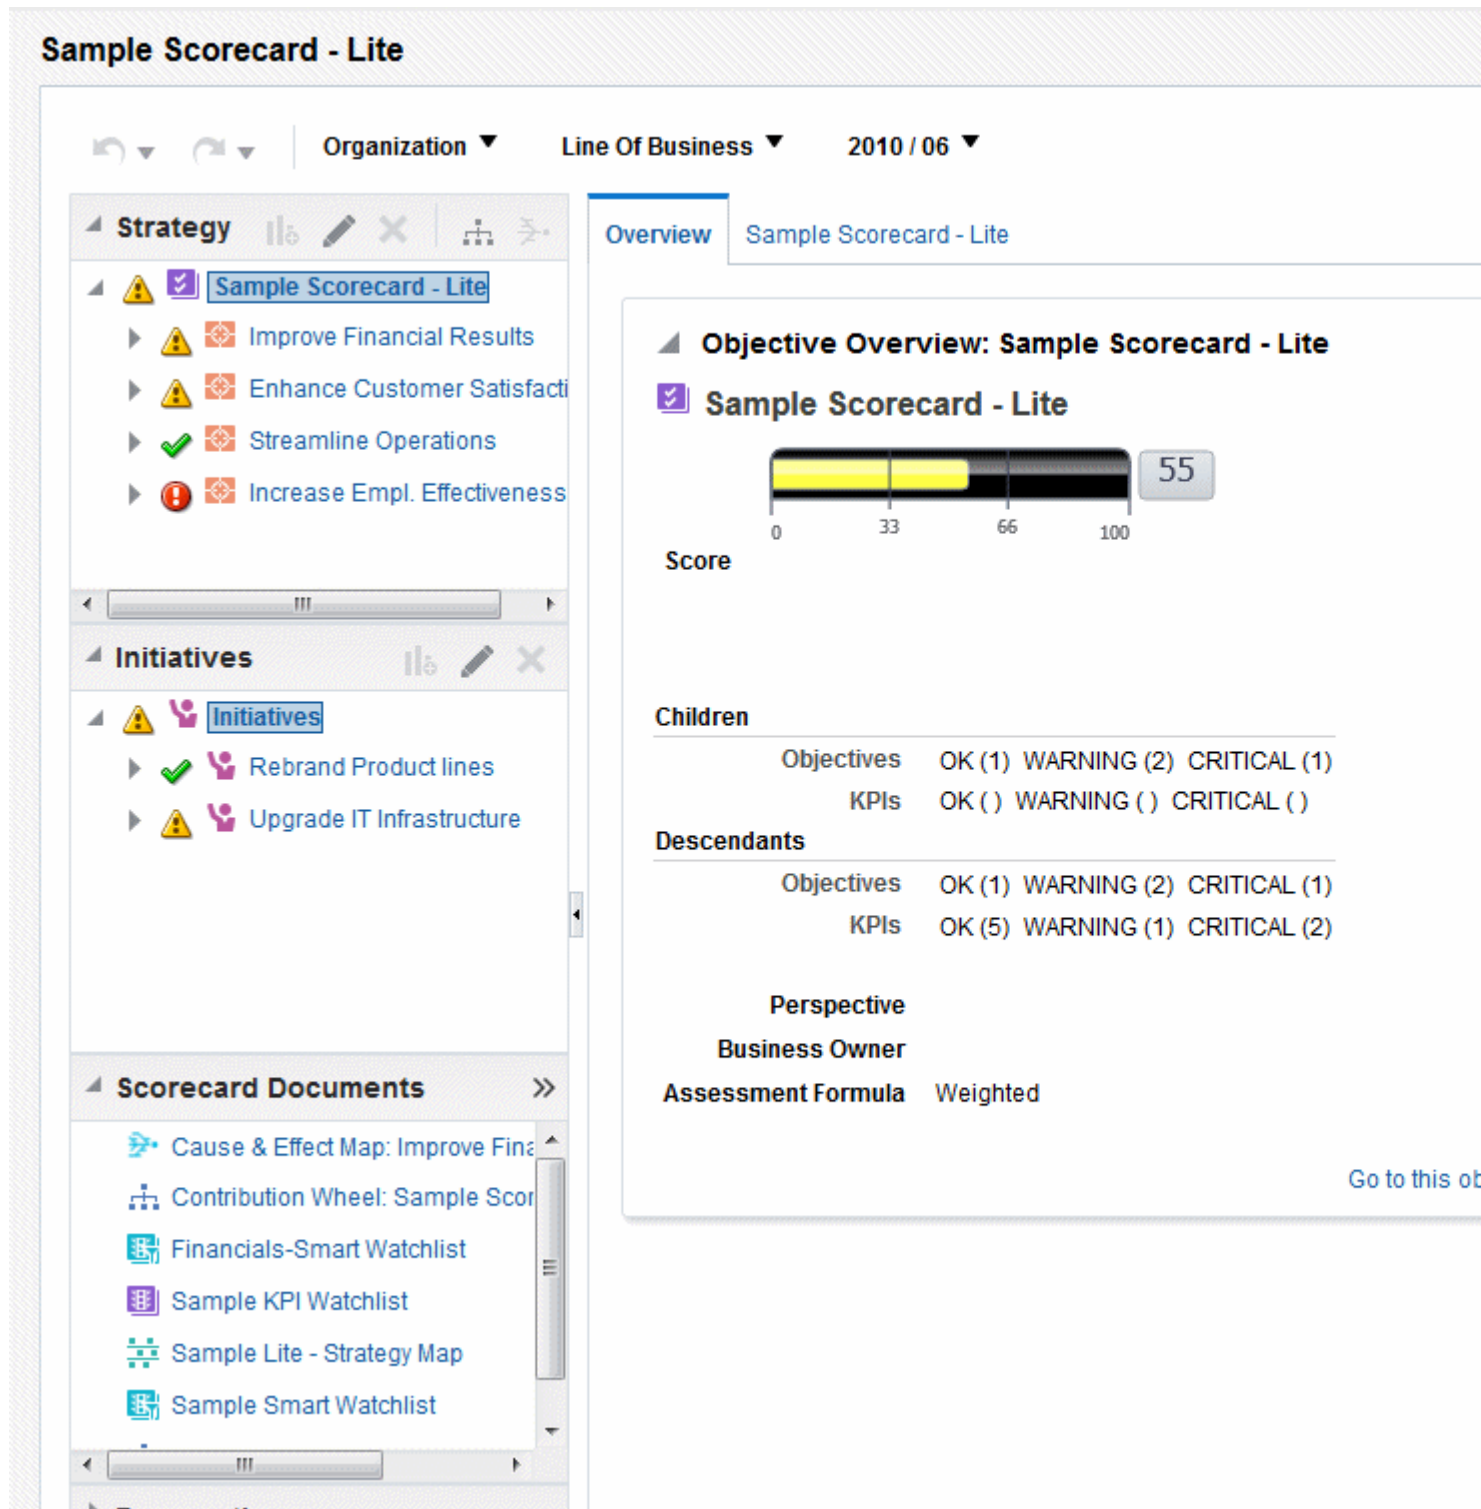 Sample Scorecard - Lite
Organization
Line Of Business
2010 / 06
Strategy
Sample Scorecard - Lite
Improve Financial Results
Enhance Customer Satisfacti
Streamline Operations
Increase Empl. Effectiveness
Initiatives
Initiatives
Rebrand Product lines
Upgrade IT Infrastructure
Scorecard Documents
Cause & Effect Map: Improve Fina
Contribution Wheel: Sample Scor
Financials-Smart Watchlist
Sample KPI Watchlist
Sample Lite - Strategy Map
Sample Smart Watchlist
Overview
Sample Scorecard - Lite
Objective Overview: Sample Scorecard - Lite
Sample Scorecard - Lite
55
0 33 66 100
Score
Children
Objectives OK (1) WARNING (2) CRITICAL (1)
KPIs OK ( ) WARNING ( ) CRITICAL ( )
Descendants
Objectives OK (1) WARNING (2) CRITICAL (1)
KPIs OK (5) WARNING (1) CRITICAL (2)
Perspective
Business Owner
Assessment Formula Weighted
Go to this ob